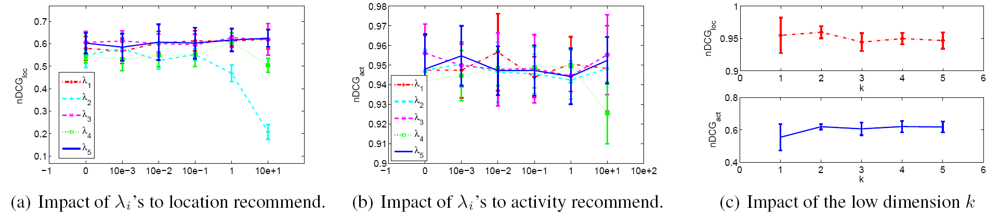 0.7
0.6
0.5
0.4
0.3
0.2
0.1
nDCG_loc
λ_1
λ_2
λ_3
λ_4
λ_5
−1 0 10e−3 10e−2 10e−1 1 10e+1
(a) Impact of λ_i's to location recommend.
0.98
0.97
0.96
0.95
0.94
0.93
0.92
0.91
0.9
nDCG_act
λ_1
λ_2
λ_3
λ_4
λ_5
−1 0 10e−3 10e−2 10e−1 1 10e+1 10e+2
(b) Impact of λ_i's to activity recommend.
1
0.95
0.9
nDCG_loc
0 1 2 3 4 5 6
k
0.8
0.6
0.4
nDCG_act
0 1 2 3 4 5 6
k
(c) Impact of the low dimension k